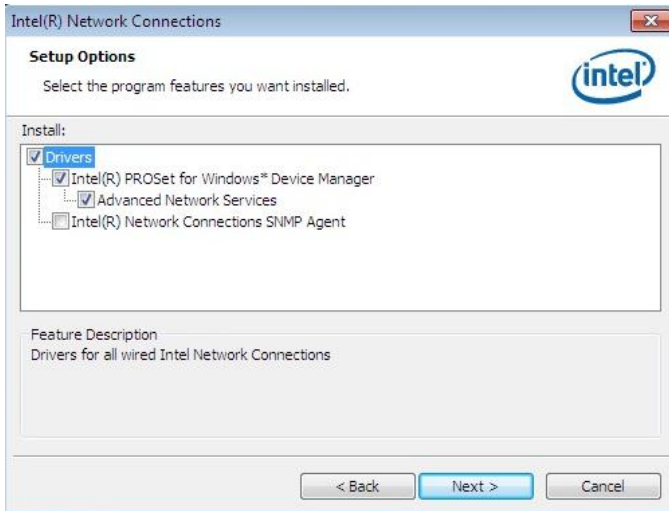 Intel(R) Network Connections
Setup Options
Select the program features you want installed.
intel
Install:
Drivers
Intel(R) PROSet for Windows* Device Manager
Advanced Network Services
Intel(R) Network Connections SNMP Agent
Feature Description
Drivers for all wired Intel Network Connections
< Back Next > Cancel